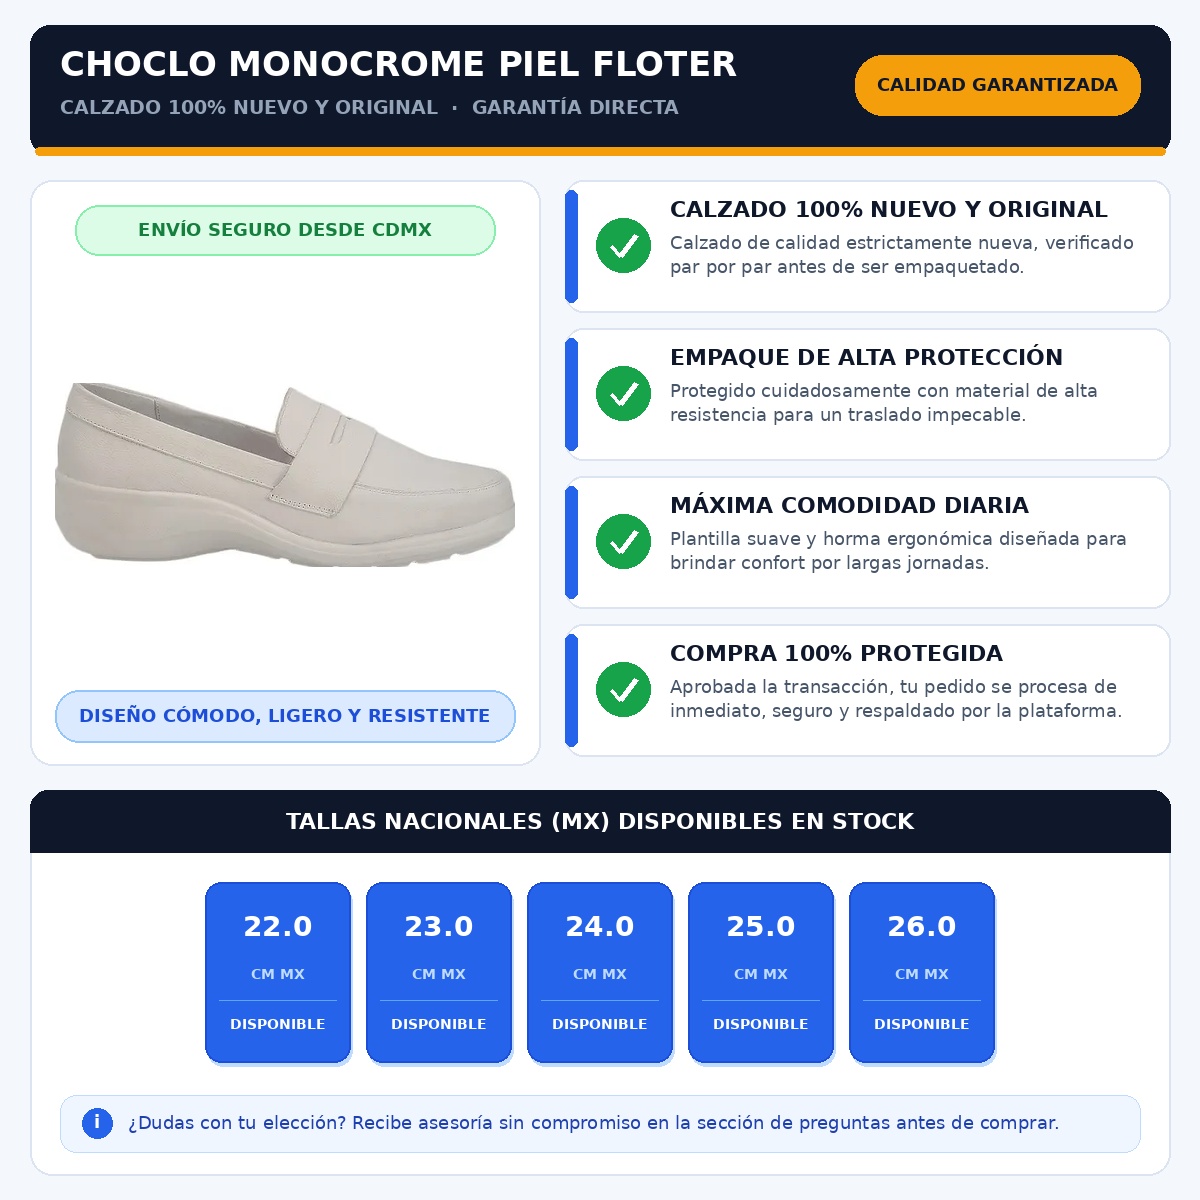 CHOCLO MONOCROME PIEL FLOTER
CALZADO 100% NUEVO Y ORIGINAL · GARANTÍA DIRECTA
CALIDAD GARANTIZADA
ENVÍO SEGURO DESDE CDMX
DISEÑO CÓMODO, LIGERO Y RESISTENTE
CALZADO 100% NUEVO Y ORIGINAL
Calzado de calidad estrictamente nueva, verificado
par por par antes de ser empaquetado.
EMPAQUE DE ALTA PROTECCIÓN
Protegido cuidadosamente con material de alta
resistencia para un traslado impecable.
MÁXIMA COMODIDAD DIARIA
Plantilla suave y horma ergonómica diseñada para
brindar confort por largas jornadas.
COMPRA 100% PROTEGIDA
Aprobada la transacción, tu pedido se procesa de
inmediato, seguro y respaldado por la plataforma.
TALLAS NACIONALES (MX) DISPONIBLES EN STOCK
22.0
CM MX
DISPONIBLE
23.0
CM MX
DISPONIBLE
24.0
CM MX
DISPONIBLE
25.0
CM MX
DISPONIBLE
26.0
CM MX
DISPONIBLE
i ¿Dudas con tu elección? Recibe asesoría sin compromiso en la sección de preguntas antes de comprar.